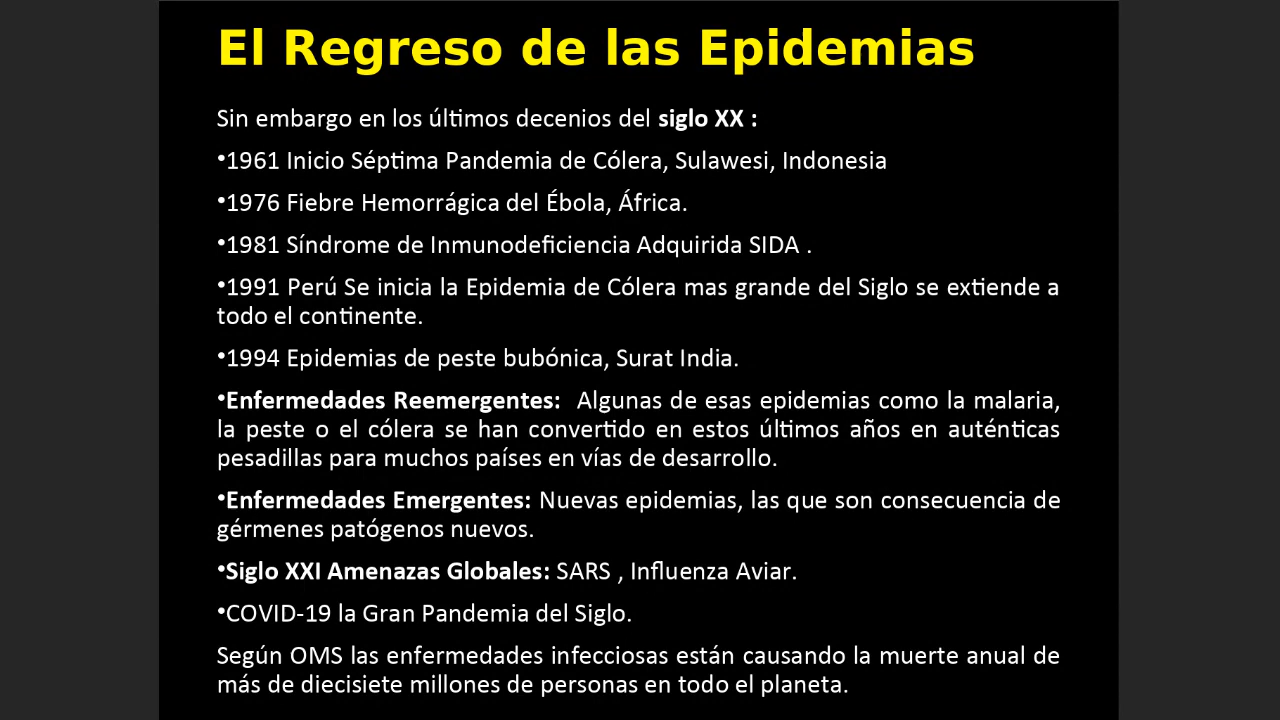 El Regreso de las Epidemias
Sin embargo en los últimos decenios del siglo XX :
•1961 Inicio Séptima Pandemia de Cólera, Sulawesi, Indonesia
•1976 Fiebre Hemorrágica del Ébola, África.
•1981 Síndrome de Inmunodeficiencia Adquirida SIDA .
•1991 Perú Se inicia la Epidemia de Cólera mas grande del Siglo se extiende a
todo el continente.
•1994 Epidemias de peste bubónica, Surat India.
•Enfermedades Reemergentes:  Algunas de esas epidemias como la malaria,
la peste o el cólera se han convertido en estos últimos años en auténticas
pesadillas para muchos países en vías de desarrollo.
•Enfermedades Emergentes: Nuevas epidemias, las que son consecuencia de
gérmenes patógenos nuevos.
•Siglo XXI Amenazas Globales: SARS , Influenza Aviar.
•COVID-19 la Gran Pandemia del Siglo.
Según OMS las enfermedades infecciosas están causando la muerte anual de
más de diecisiete millones de personas en todo el planeta.